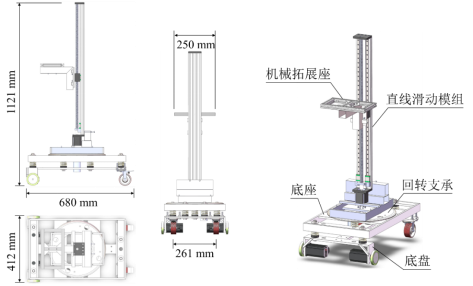 1121 mm
680 mm
412 mm
250 mm
261 mm
机械拓展座
直线滑动模组
回转支承
底座
底盘